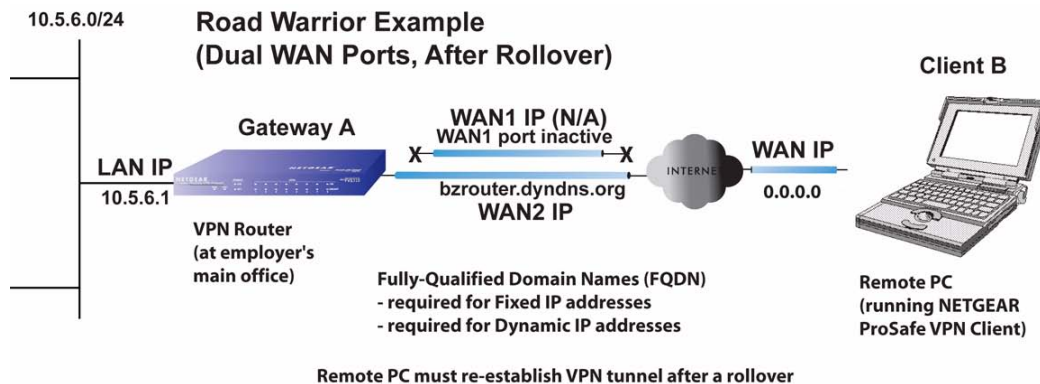 10.5.6.0/24
Road Warrior Example
(Dual WAN Ports, After Rollover)
Client B
Gateway A
WAN1 IP (N/A)
WAN1 port inactive
X
X
LAN IP
10.5.6.1
NETGEAR
bzrouter.dyndns.org
WAN2 IP
INTERNET
WAN IP
0.0.0.0
VPN Router
(at employer's
main office)
Fully-Qualified Domain Names (FQDN)
- required for Fixed IP addresses
- required for Dynamic IP addresses
Remote PC
(running NETGEAR
ProSafe VPN Client)
Remote PC must re-establish VPN tunnel after a rollover